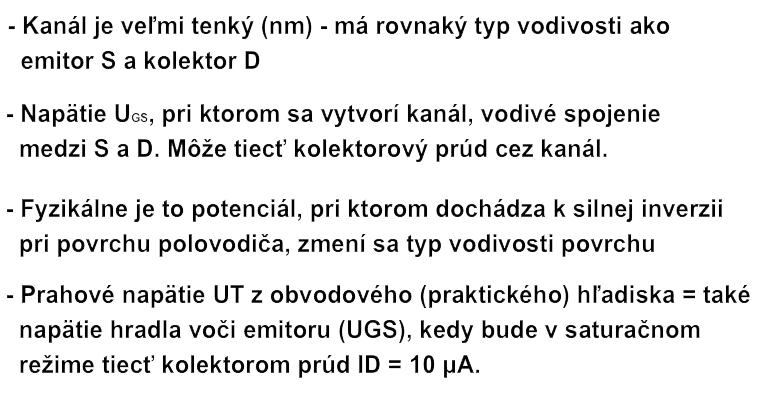 - Kanál je veľmi tenký (nm) - má rovnaký typ vodivosti ako
emitor S a kolektor D
- Napätie UGS, pri ktorom sa vytvorí kanál, vodivé spojenie
medzi S a D. Môže tiecť kolektorový prúd cez kanál.
- Fyzikálne je to potenciál, pri ktorom dochádza k silnej inverzii
pri povrchu polovodiča, zmení sa typ vodivosti povrchu
- Prahové napätie UT z obvodového (praktického) hľadiska = také
napätie hradla voči emitoru (UGS), kedy bude v saturačnom
režime tiecť kolektorom prúd ID = 10 µA.